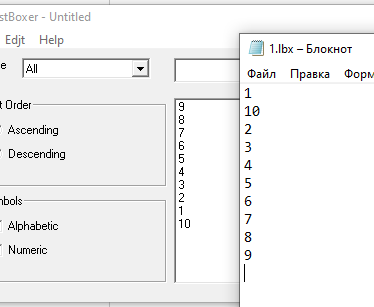 stBoxer - Untitled
Edjt Help
e All
t Order
Ascending
Descending
mbols
Alphabetic
Numeric
9
8
7
6
5
4
3
2
1
10
1.lbx – Блокнот
Файл Правка Форм
1
10
2
3
4
5
6
7
8
9